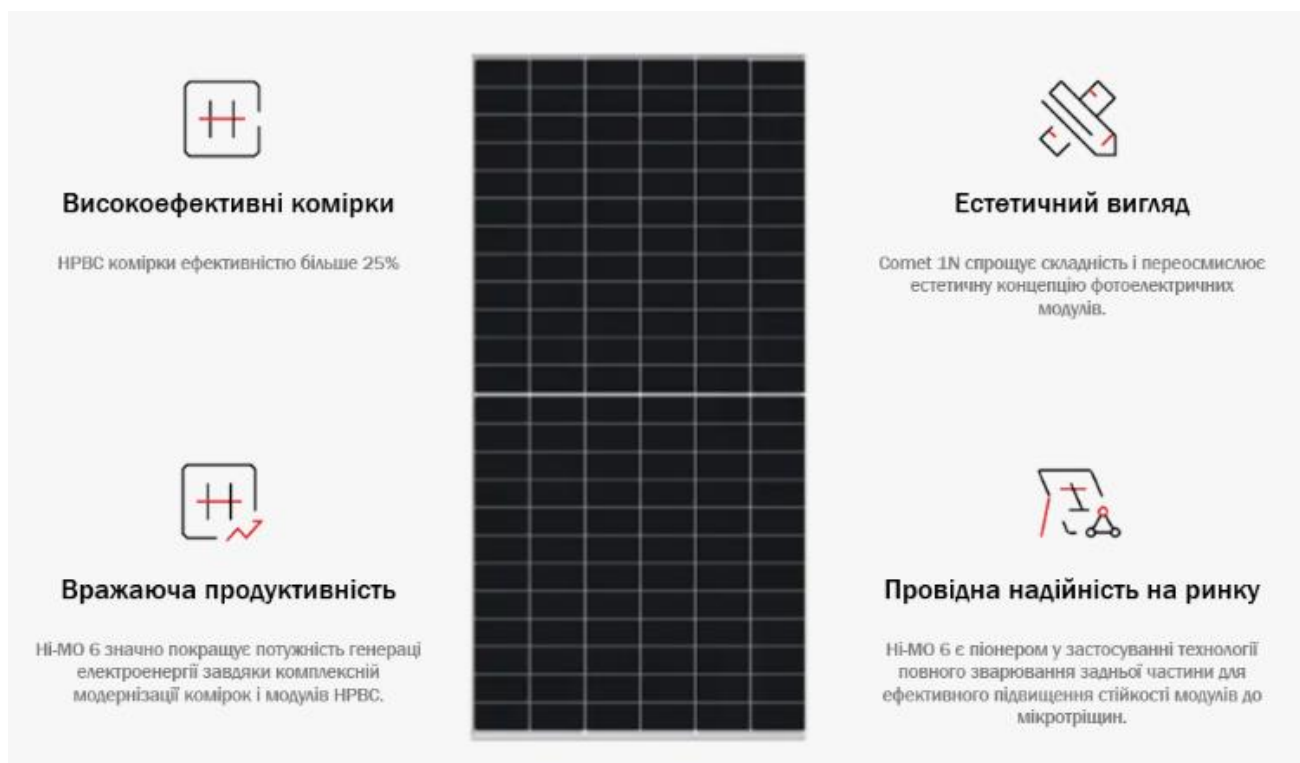 Високоефективні комірки
HPBC комірки ефективністю більше 25%
Естетичний вигляд
Comet 1N спрощує складність і переосмислює
естетичну концепцію фотоелектричних
модулів.
Вражаюча продуктивність
Hi-MO 6 значно покращує потужність генераці
електроенергії завдяки комплексній
модернізації комірок і модулів HPBC.
Провідна надійність на ринку
Hi-MO 6 є піонером у застосуванні технології
повного зварювання задньої частини для
ефективного підвищення стійкості модулів до
мікротріщин.